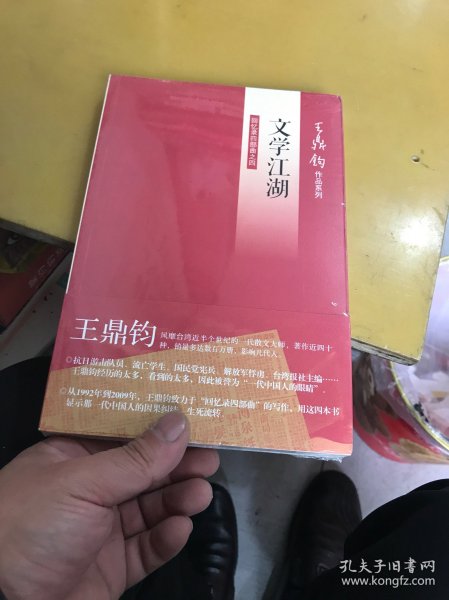 王鼎钧 作品系列
文学江湖
回忆录四部曲之四
王鼎钧 风靡台湾近半个世纪的一代散文大师，著作近四十
种，销量多达数百万册，影响几代人。
◎抗日游击队员、流亡学生、国民党宪兵、解放军俘虏、台湾报社主编……
王鼎钧经历的太多，看到的太多，因此被誉为“一代中国人的眼睛”。
◎从1992年到2009年，王鼎钧致力于“回忆录四部曲”的写作，用这四本书
显示那一代中国人的因果纠结、生死流转。
孔夫子旧书网
www.kongfz.com